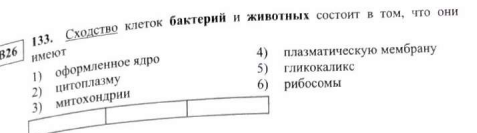 B26
133. Сходство клеток бактерий и животных состоит в том, что они
имеют
1) оформленное ядро
2) цитоплазму
3) митохондрии
4) плазматическую мембрану
5) гликокаликс
6) рибосомы